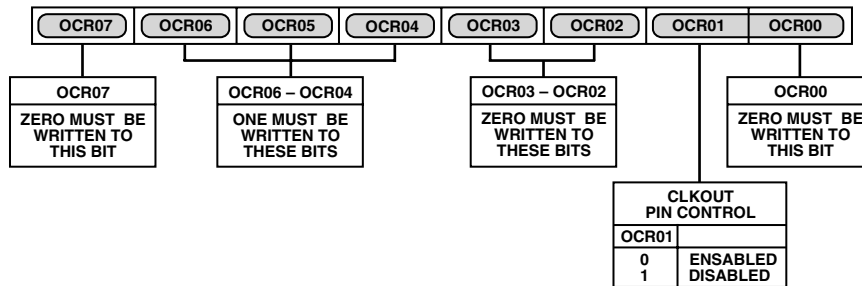 OCR07 OCR06 OCR05 OCR04 OCR03 OCR02 OCR01 OCR00
OCR07
ZERO MUST BE
WRITTEN TO
THIS BIT
OCR06 – OCR04
ONE MUST BE
WRITTEN TO
THESE BITS
OCR03 – OCR02
ZERO MUST BE
WRITTEN TO
THESE BITS
OCR00
ZERO MUST BE
WRITTEN TO
THIS BIT
CLKOUT
PIN CONTROL
OCR01
0 ENSABLED
1 DISABLED